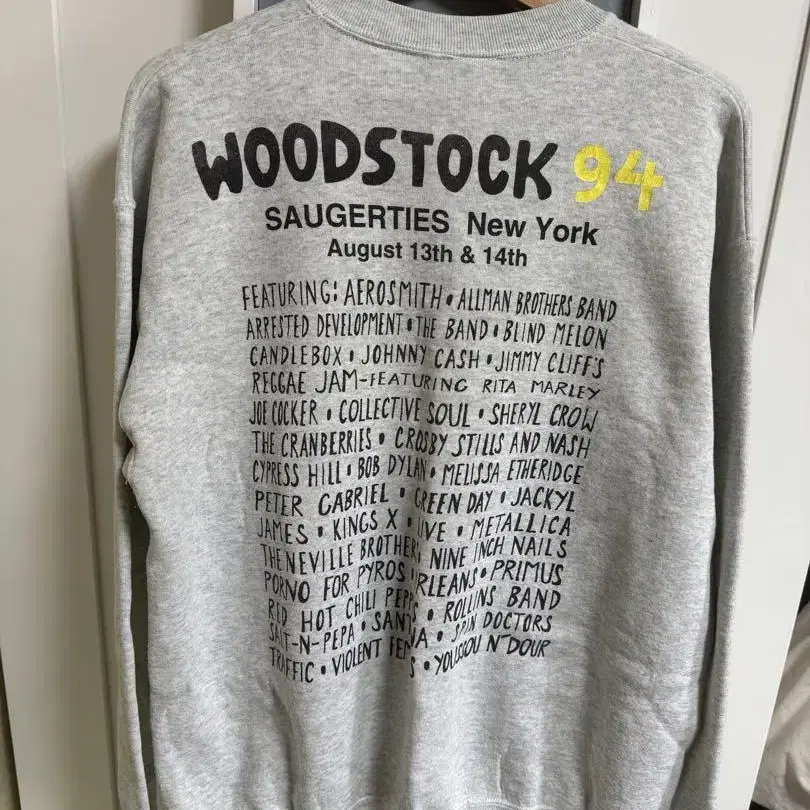 WOODSTOCK 94
SAUGERTIES New York
August 13th & 14th
FEATURING: AEROSMITH • ALLMAN BROTHERS BAND
ARRESTED DEVELOPMENT • THE BAND • BLIND MELON
CANDLEBOX • JOHNNY CASH • JIMMY CLIFF'S
REGGAE JAM-FEATURING RITA MARLEY
JOE COCKER • COLLECTIVE SOUL • SHERYL CROW
THE CRANBERRIES • CROSBY STILLS AND NASH
CYPRESS HILL • BOB DYLAN • MELISSA ETHERIDGE
PETER GABRIEL • GREEN DAY • JACKYL
JAMES • KINGS X • LIVE • METALLICA
THE NEVILLE BROTHERS NINE INCH NAILS
PORNO FOR PYROS • PRIMUS
RED HOT CHILI PEPPERS • ROLLINS BAND
SALT-N-PEPA • SANTANA • SPIN DOCTORS
TRAFFIC • VIOLENT FEMMES • YOUSSOU N'DOUR